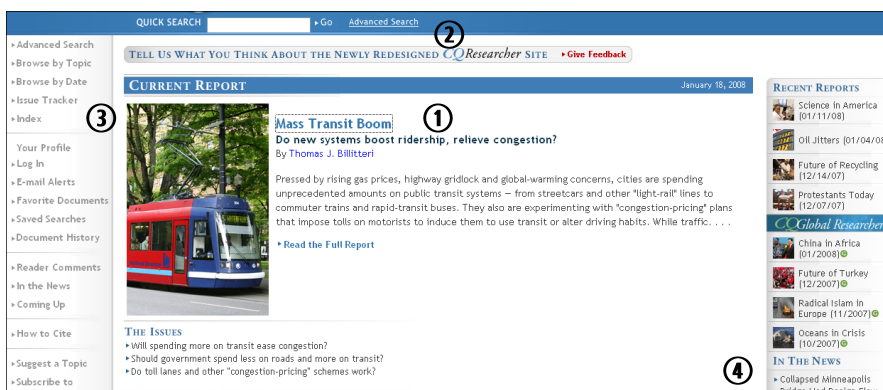 QUICK SEARCH Go Advanced Search
2
TELL US WHAT YOU THINK ABOUT THE NEWLY REDESIGNED CQResearcher SITE Give Feedback
Advanced Search
Browse by Topic
Browse by Date
Issue Tracker
Index
3
Your Profile
Log In
E-mail Alerts
Favorite Documents
Saved Searches
Document History
Reader Comments
In the News
Coming Up
How to Cite
Suggest a Topic
Subscribe to
CURRENT REPORT January 18, 2008
Mass Transit Boom
1
Do new systems boost ridership, relieve congestion?
By Thomas J. Billitteri
Pressed by rising gas prices, highway gridlock and global-warming concerns, cities are spending
unprecedented amounts on public transit systems — from streetcars and other "light-rail" lines to
commuter trains and rapid-transit buses. They also are experimenting with "congestion-pricing" plans
that impose tolls on motorists to induce them to use transit or alter driving habits. While traffic. . . .
Read the Full Report
THE ISSUES
Will spending more on transit ease congestion?
Should government spend less on roads and more on transit?
Do toll lanes and other "congestion-pricing" schemes work?
4
RECENT REPORTS
Science in America
(01/11/08)
Oil Jitters (01/04/08
Future of Recycling
(12/14/07)
Protestants Today
(12/07/07)
CQGlobal Researcher
China in Africa
(01/2008) G
Future of Turkey
(12/2007) G
Radical Islam in
Europe (11/2007) G
Oceans in Crisis
(10/2007) G
IN THE NEWS
Collapsed Minneapolis